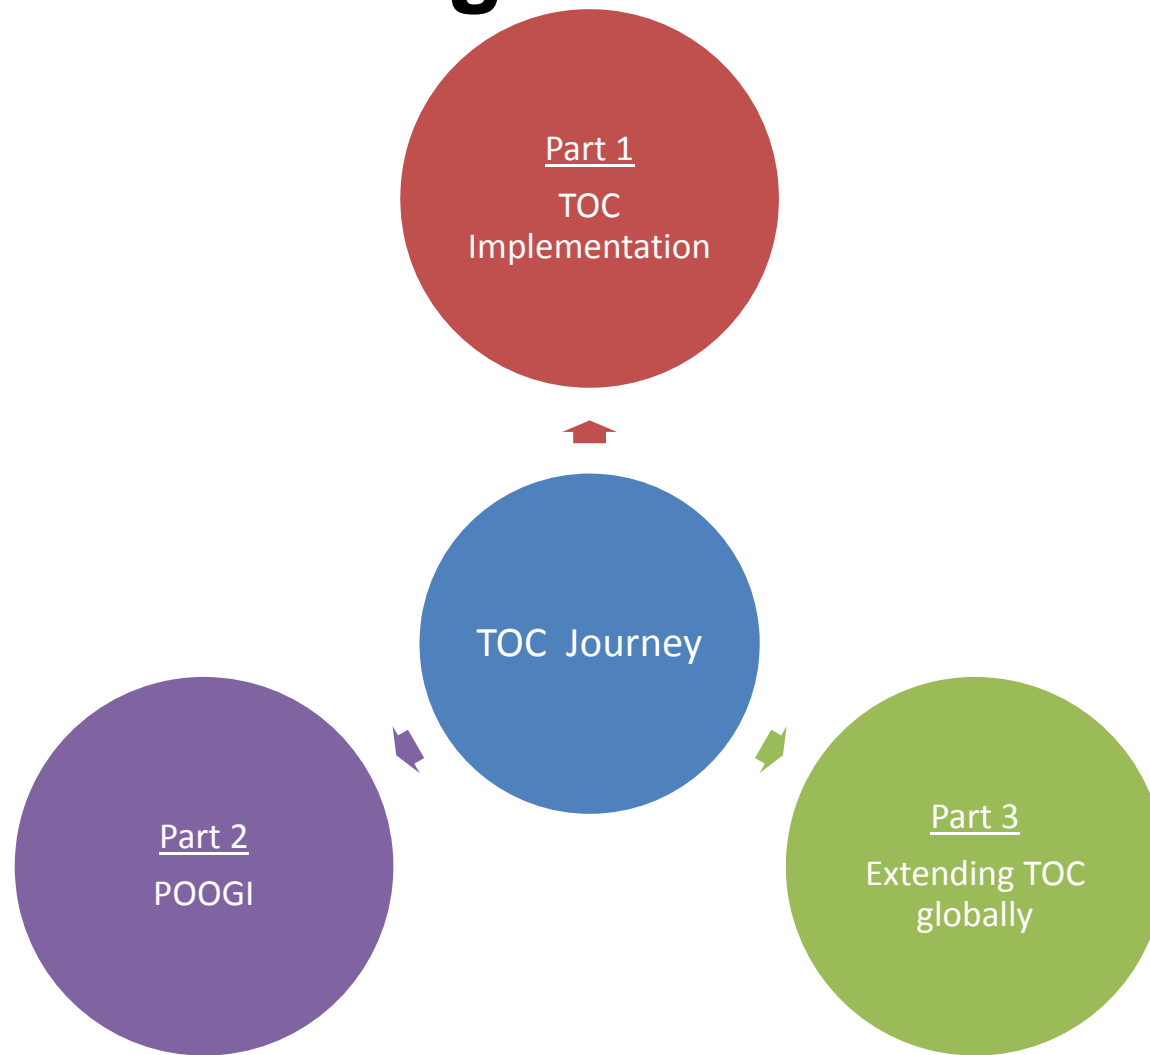 Part 1
TOC
Implementation
TOC Journey
Part 2
POOGI
Part 3
Extending TOC
globally